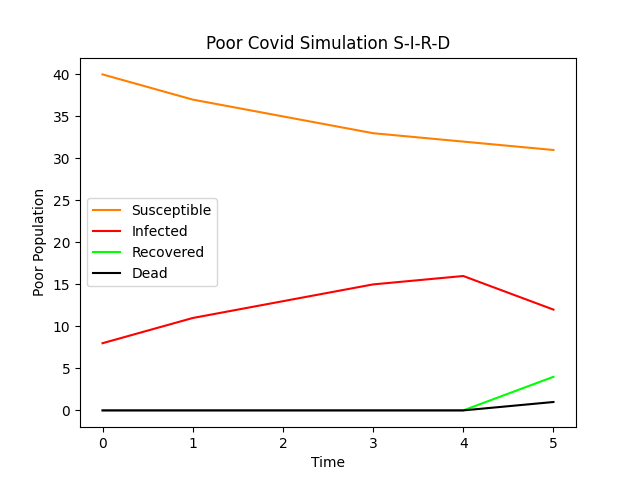 Poor Covid Simulation S-I-R-D
40
35
30
25
20
15
10
5
0
Poor Population
Susceptible
Infected
Recovered
Dead
0 1 2 3 4 5
Time